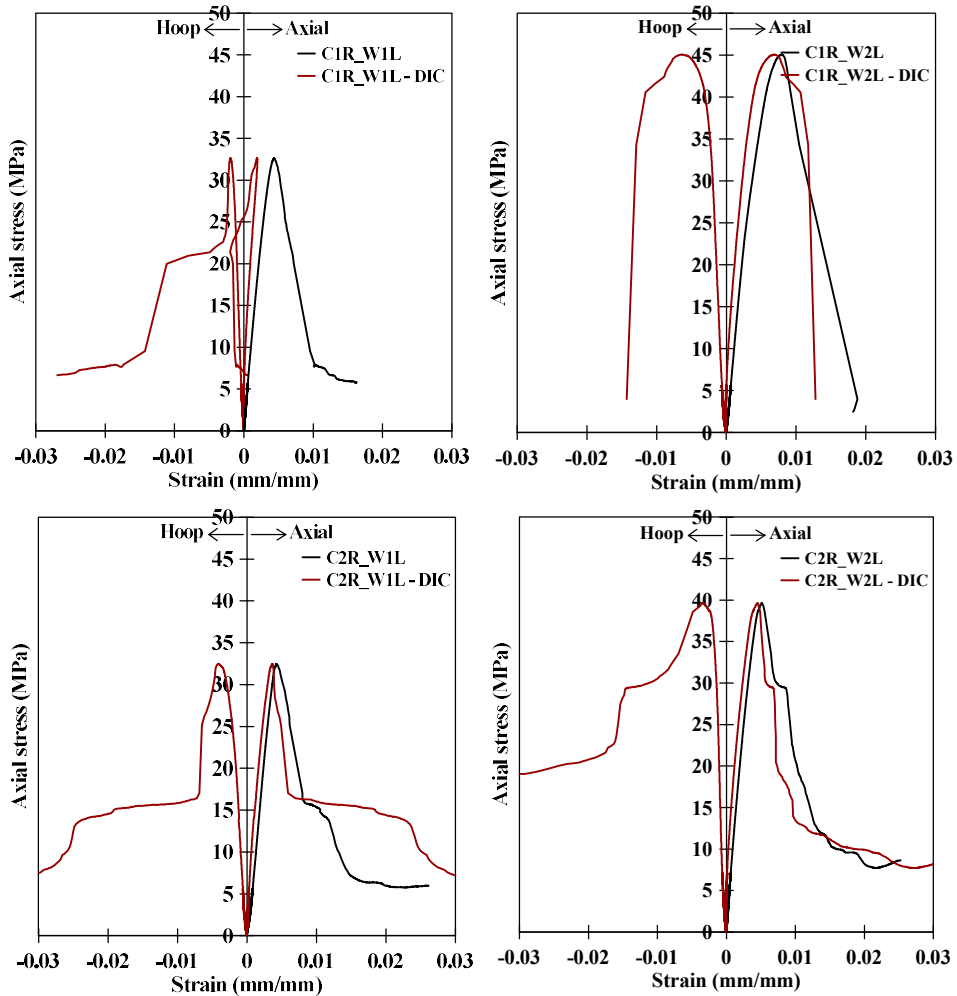 Hoop Axial
C1R_W1L
C1R_W1L - DIC
50
45
40
35
30
25
20
15
10
5
0
-0.03 -0.02 -0.01 0 0.01 0.02 0.03
Axial stress (MPa)
Strain (mm/mm)
Hoop Axial
C1R_W2L
C1R_W2L - DIC
50
45
40
35
30
25
20
15
10
5
0
-0.03 -0.02 -0.01 0 0.01 0.02 0.03
Axial stress (MPa)
Strain (mm/mm)
Hoop Axial
C2R_W1L
C2R_W1L - DIC
50
45
40
35
30
25
20
15
10
5
0
-0.03 -0.02 -0.01 0 0.01 0.02 0.03
Axial stress (MPa)
Strain (mm/mm)
Hoop Axial
C2R_W2L
C2R_W2L - DIC
50
45
40
35
30
25
20
15
10
5
0
-0.03 -0.02 -0.01 0 0.01 0.02 0.03
Axial stress (MPa)
Strain (mm/mm)